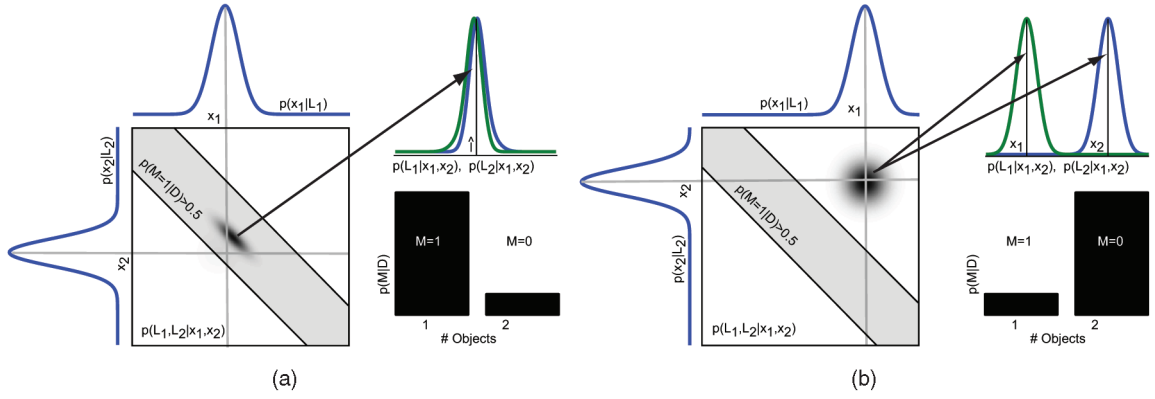 p(x1|L1)
x1
p(x2|L2)
x2
p(M=1|D)>0.5
p(L1,L2|x1,x2)
l̂
p(L1|x1,x2), p(L2|x1,x2)
M=1 M=0
p(M|D)
1 2
# Objects
(a)
p(x1|L1)
x1
x2
p(x2|L2)
p(M=1|D)>0.5
p(L1,L2|x1,x2)
x1 x2
p(L1|x1,x2), p(L2|x1,x2)
M=1 M=0
p(M|D)
1 2
# Objects
(b)